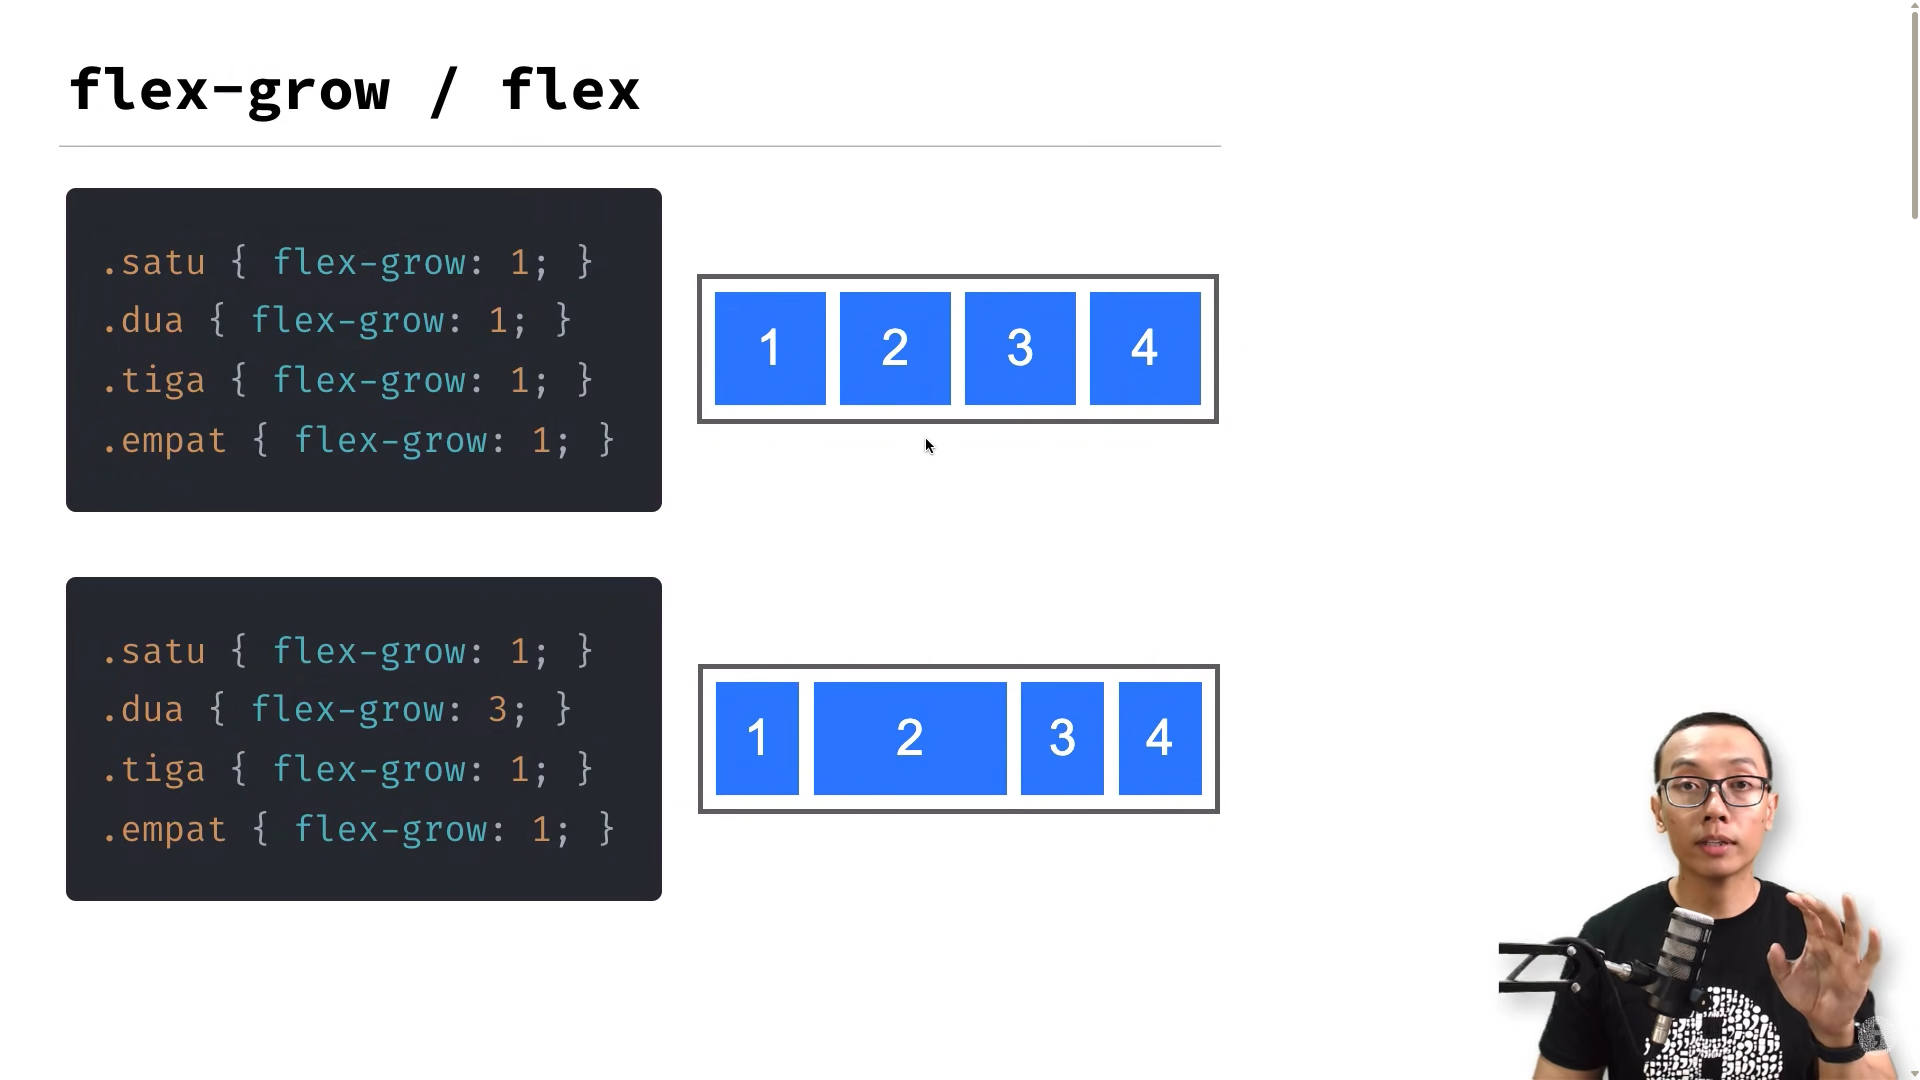 flex-grow / flex
.satu { flex-grow: 1; }
.dua { flex-grow: 1; }
.tiga { flex-grow: 1; }
.empat { flex-grow: 1; }
1 2 3 4
.satu { flex-grow: 1; }
.dua { flex-grow: 3; }
.tiga { flex-grow: 1; }
.empat { flex-grow: 1; }
1 2 3 4